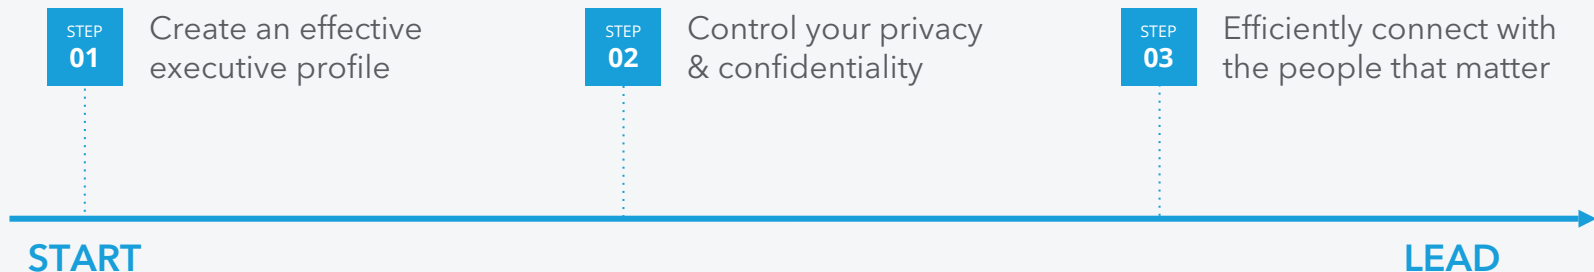 STEP
01
Create an effective
executive profile
STEP
02
Control your privacy
& confidentiality
STEP
03
Efficiently connect with
the people that matter
START
LEAD